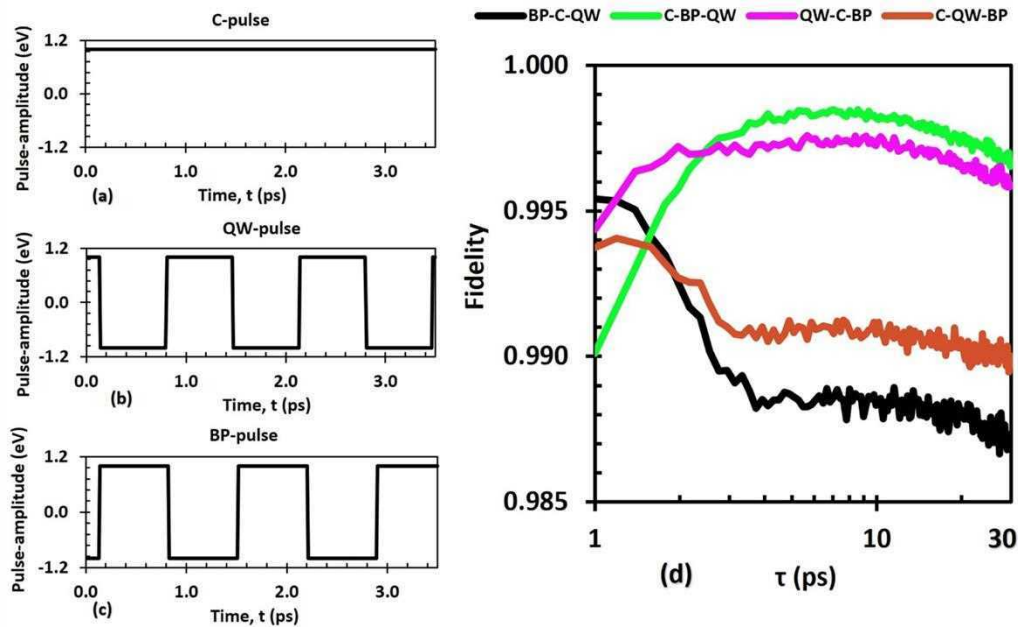 C-pulse
Pulse-amplitude (eV)
1.2
0.0
-1.2
0.0 1.0 2.0 3.0
(a)
Time, t (ps)
QW-pulse
Pulse-amplitude (eV)
1.2
0.0
-1.2
0.0 1.0 2.0 3.0
(b)
Time, t (ps)
BP-pulse
Pulse-amplitude (eV)
1.2
0.0
-1.2
0.0 1.0 2.0 3.0
(c)
Time, t (ps)
BP-C-QW C-BP-QW QW-C-BP C-QW-BP
Fidelity
1.000
0.995
0.990
0.985
1 10 30
(d)
τ (ps)